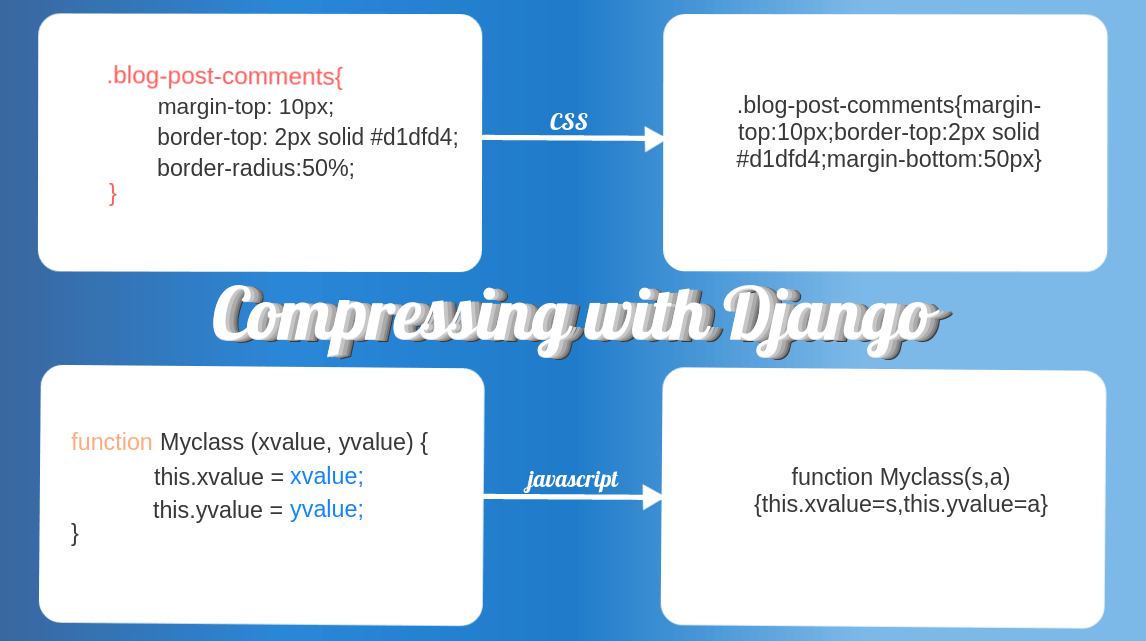 .blog-post-comments{
margin-top: 10px;
border-top: 2px solid #d1dfd4;
border-radius:50%;
}
CSS
.blog-post-comments{margin-
top:10px;border-top:2px solid
#d1dfd4;margin-bottom:50px}
Compressing with Django
function Myclass (xvalue, yvalue) {
this.xvalue = xvalue;
this.yvalue = yvalue;
}
javascript
function Myclass(s,a)
{this.xvalue=s,this.yvalue=a}